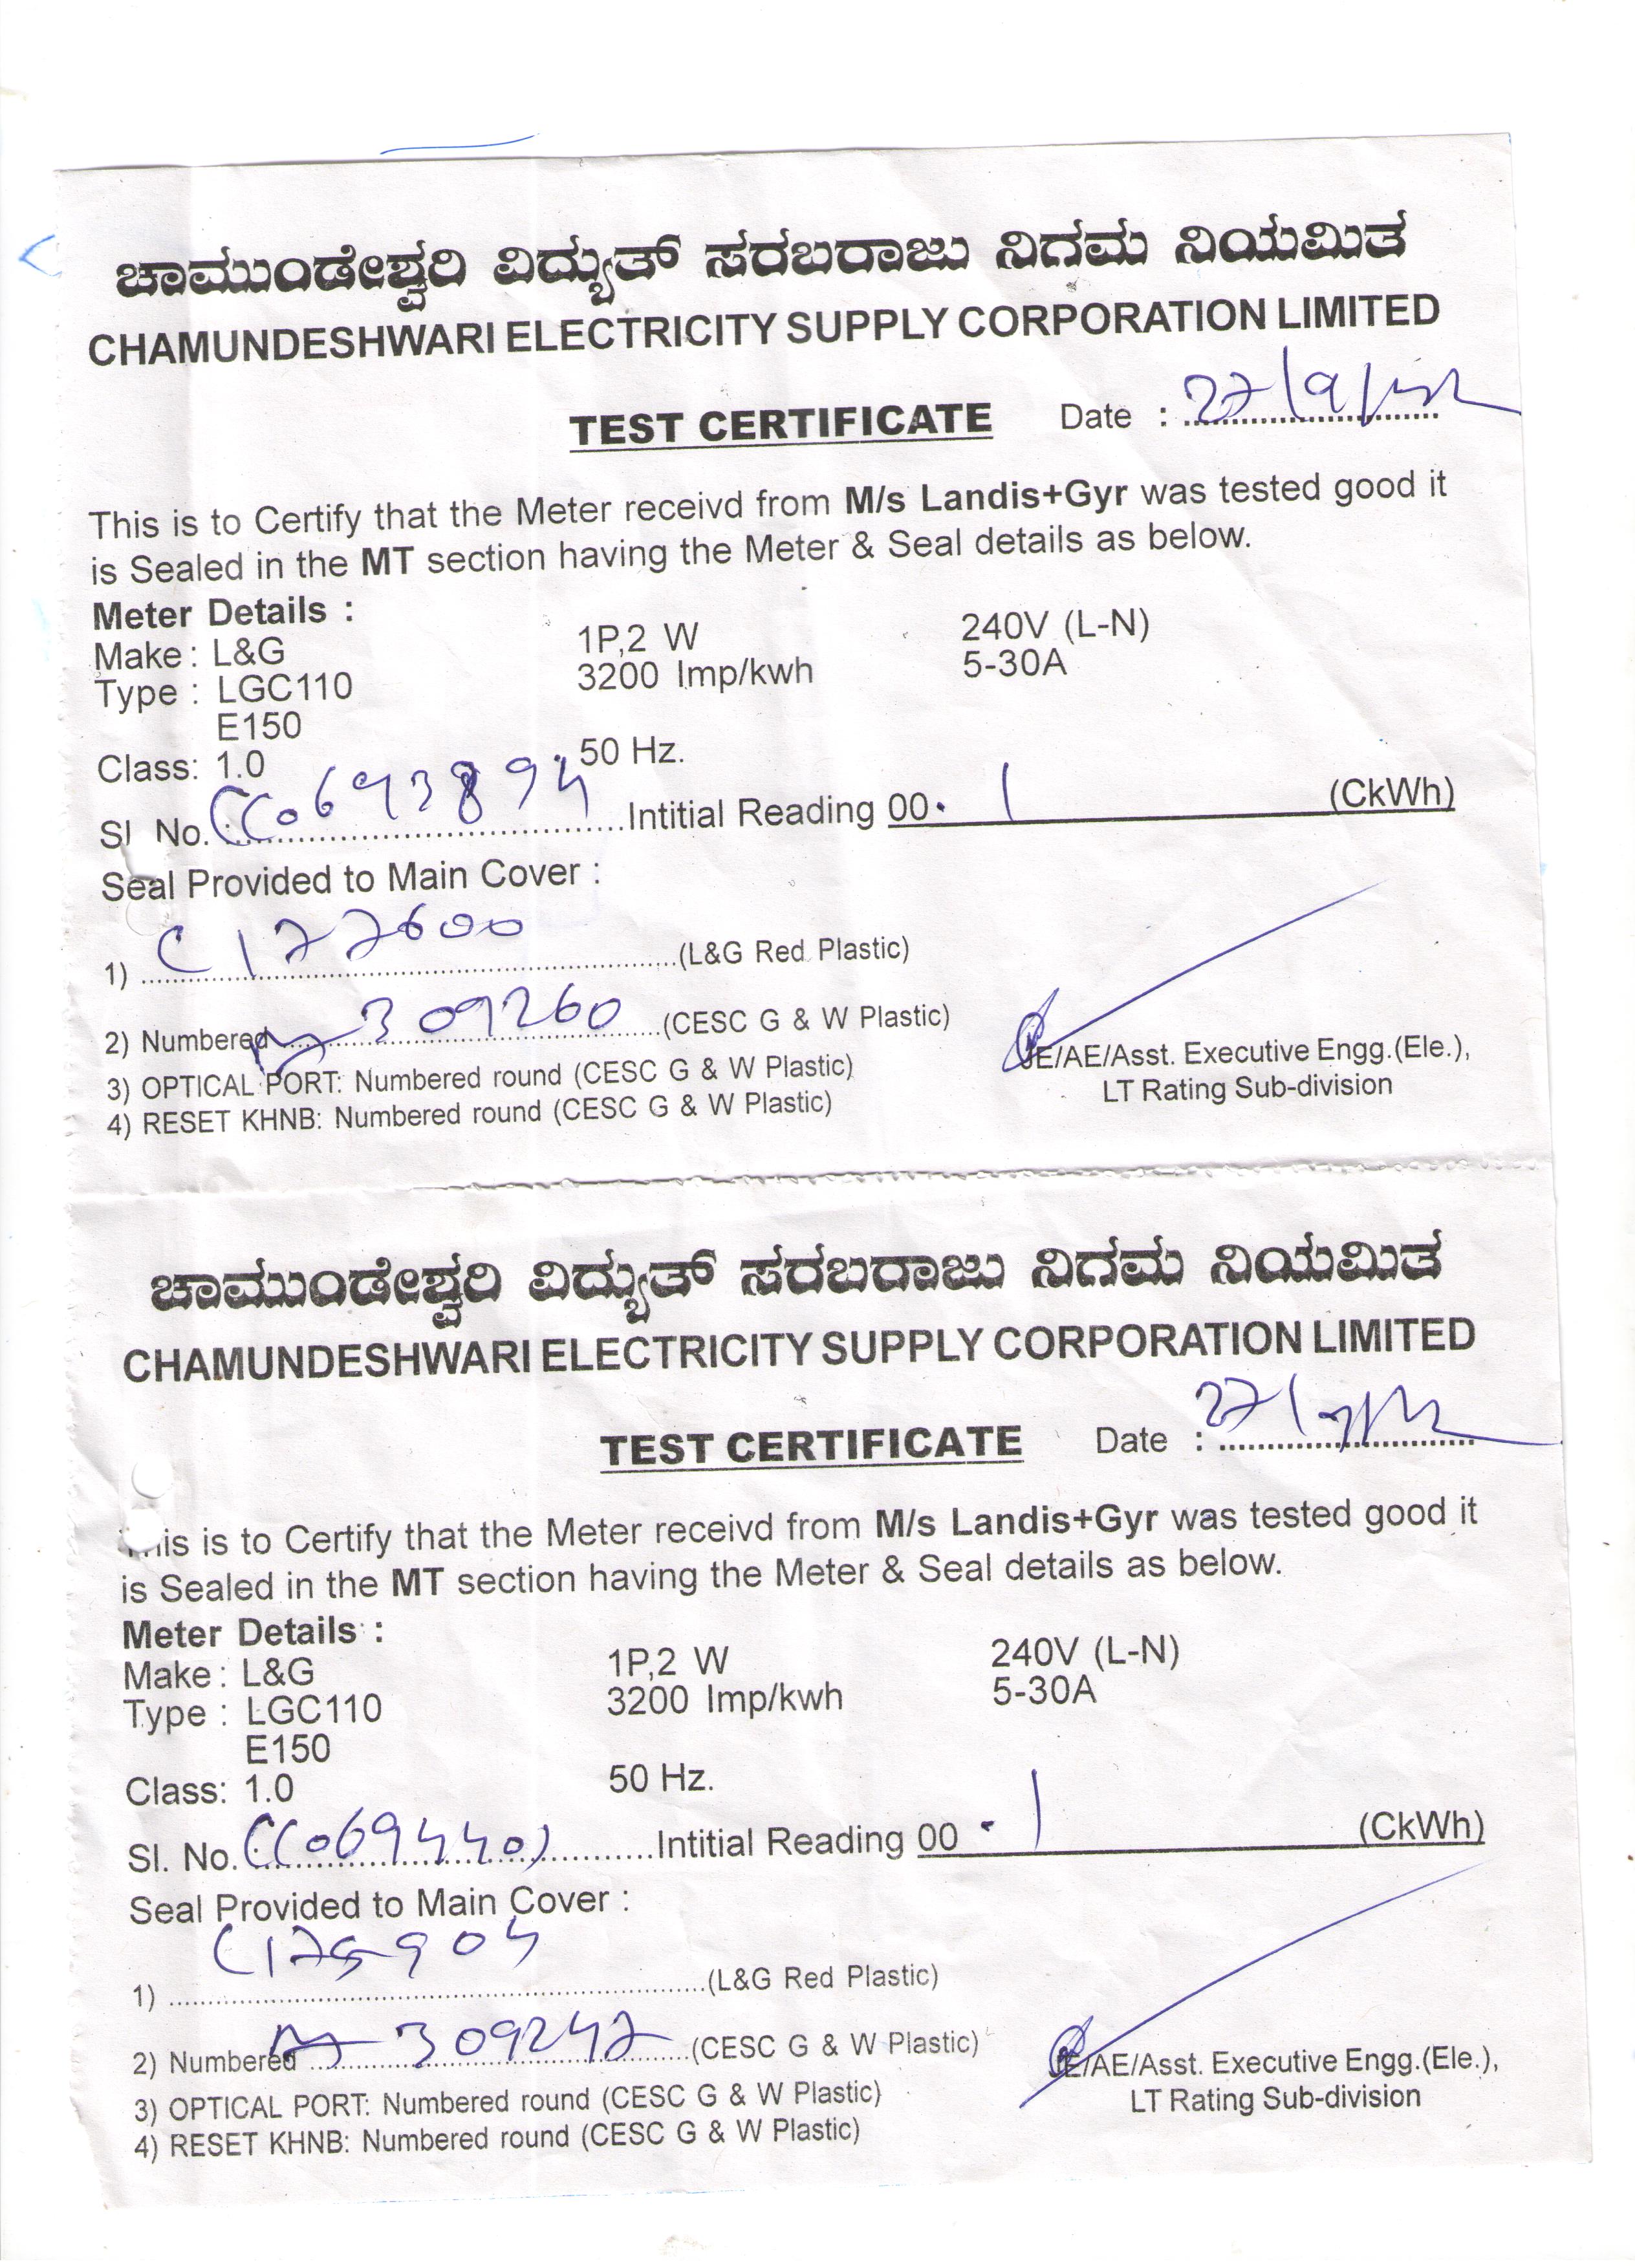 ಚಾಮುಂಡೇಶ್ವರಿ ವಿದ್ಯುತ್ ಸರಬರಾಜು ನಿಗಮ ನಿಯಮಿತ
CHAMUNDESHWARI ELECTRICITY SUPPLY CORPORATION LIMITED
TEST CERTIFICATE Date : 27/9/
This is to Certify that the Meter receivd from M/s Landis+Gyr was tested good it
is Sealed in the MT section having the Meter & Seal details as below.
Meter Details :
Make : L&G 1P,2 W 240V (L-N)
Type : LGC110 3200 Imp/kwh 5-30A
E150
Class: 1.0 50 Hz.
Sl No. CC0693894 Intitial Reading 00.1 (CkWh)
Seal Provided to Main Cover :
1) C177600 (L&G Red Plastic)
2) Numbered 309260 (CESC G & W Plastic)
3) OPTICAL PORT: Numbered round (CESC G & W Plastic)
4) RESET KHNB: Numbered round (CESC G & W Plastic)
JE/AE/Asst. Executive Engg.(Ele.),
LT Rating Sub-division
ಚಾಮುಂಡೇಶ್ವರಿ ವಿದ್ಯುತ್ ಸರಬರಾಜು ನಿಗಮ ನಿಯಮಿತ
CHAMUNDESHWARI ELECTRICITY SUPPLY CORPORATION LIMITED
TEST CERTIFICATE Date :
This is to Certify that the Meter receivd from M/s Landis+Gyr was tested good it
is Sealed in the MT section having the Meter & Seal details as below.
Meter Details :
Make : L&G 1P,2 W 240V (L-N)
Type : LGC110 3200 Imp/kwh 5-30A
E150
Class: 1.0 50 Hz.
Sl. No. CC0694401 Intitial Reading 00.1 (CkWh)
Seal Provided to Main Cover :
1) C175904 (L&G Red Plastic)
2) Numbered 309247 (CESC G & W Plastic)
3) OPTICAL PORT: Numbered round (CESC G & W Plastic)
4) RESET KHNB: Numbered round (CESC G & W Plastic)
JE/AE/Asst. Executive Engg.(Ele.),
LT Rating Sub-division